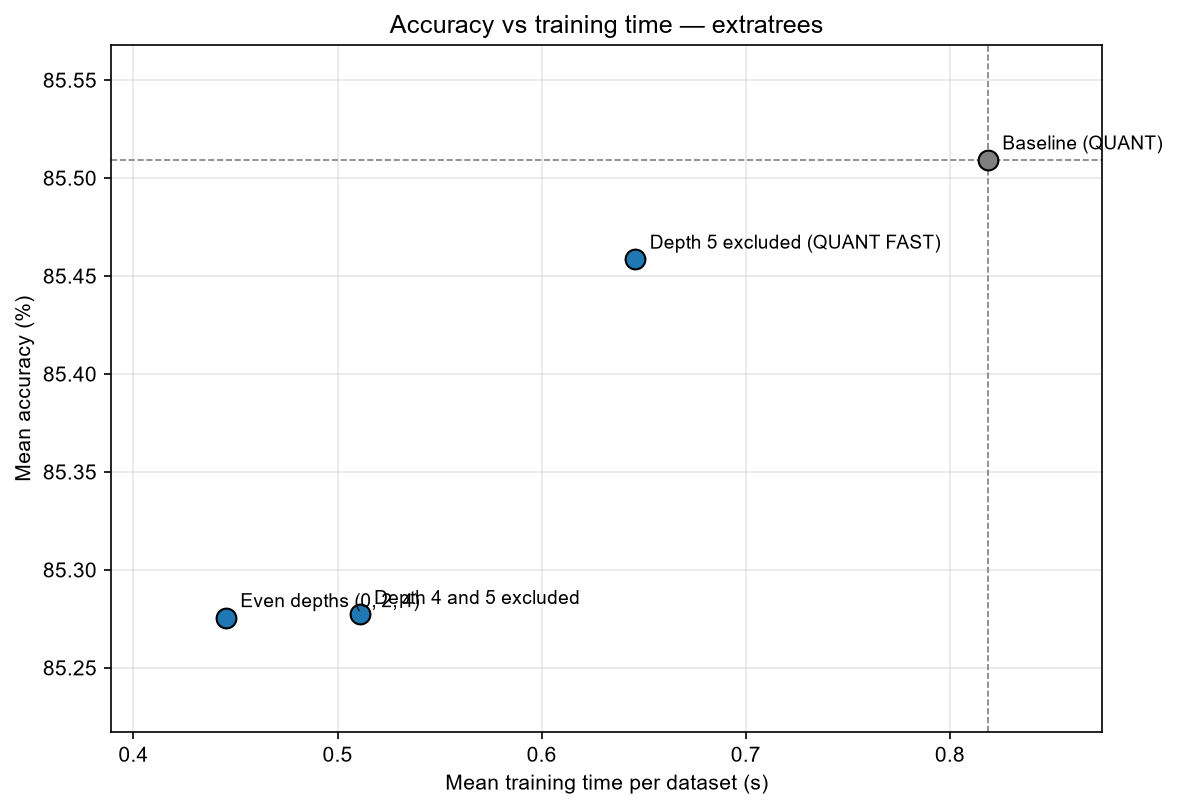 Accuracy vs training time — extratrees
85.55
85.50
85.45
85.40
85.35
85.30
85.25
Mean accuracy (%)
Baseline (QUANT)
Depth 5 excluded (QUANT FAST)
Even depths (0, 2, 4)
Depth 4 and 5 excluded
0.4
0.5
0.6
0.7
0.8
Mean training time per dataset (s)